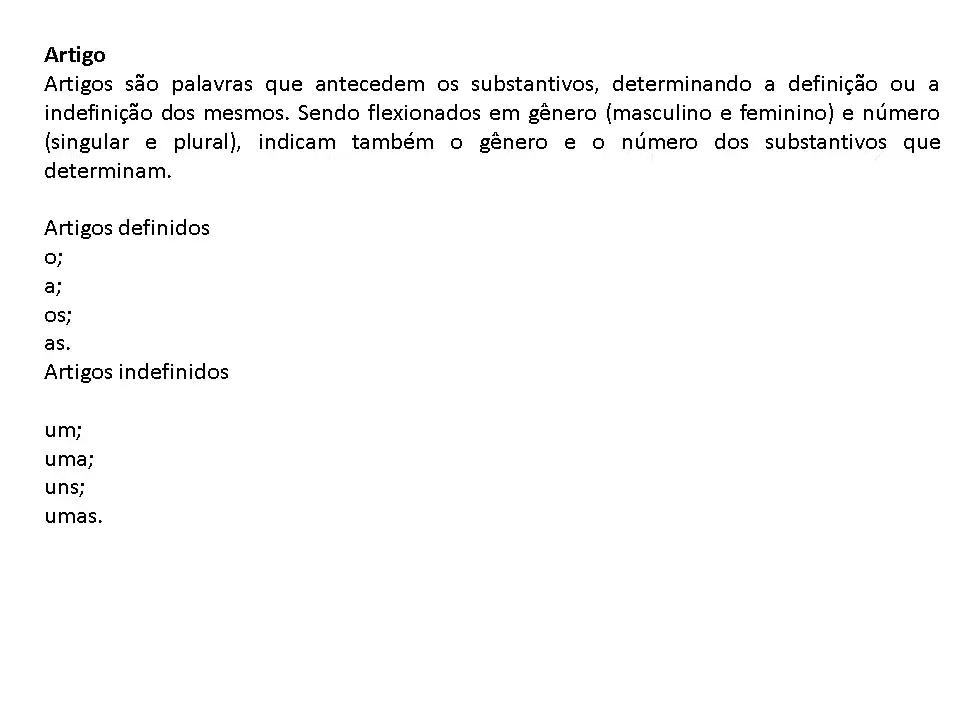 Artigo
Artigos são palavras que antecedem os substantivos, determinando a definição ou a
indefinição dos mesmos. Sendo flexionados em gênero (masculino e feminino) e número
(singular e plural), indicam também o gênero e o número dos substantivos que
determinam.
Artigos definidos
o;
a;
os;
as.
Artigos indefinidos
um;
uma;
uns;
umas.